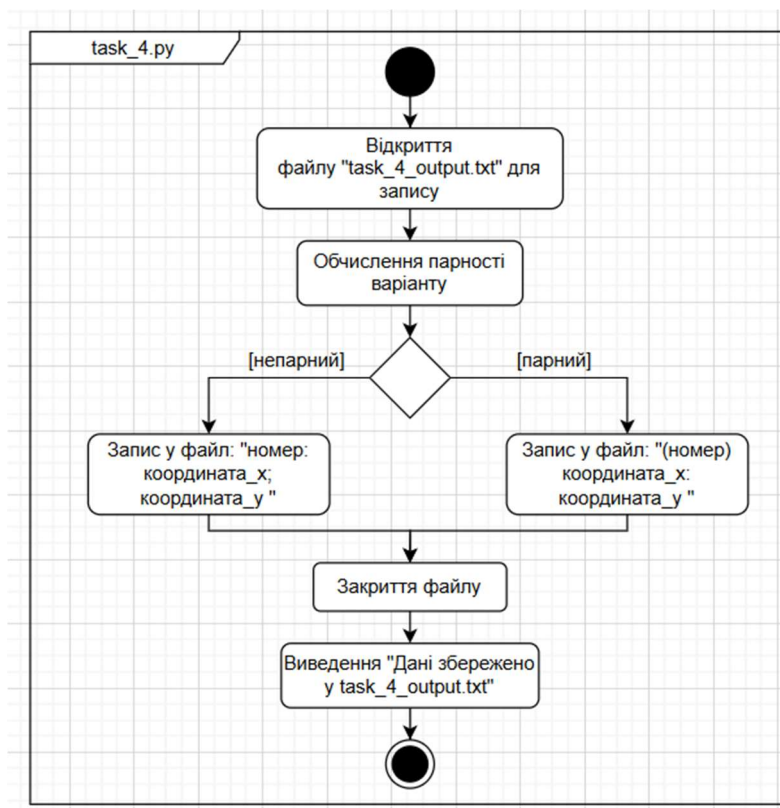 task_4.py
Відкриття
файлу "task_4_output.txt" для
запису
Обчислення парності
варіанту
[непарний]
[парний]
Запис у файл: "номер:
координата_x;
координата_y "
Запис у файл: "(номер)
координата_x:
координата_y "
Закриття файлу
Виведення "Дані збережено
у task_4_output.txt"